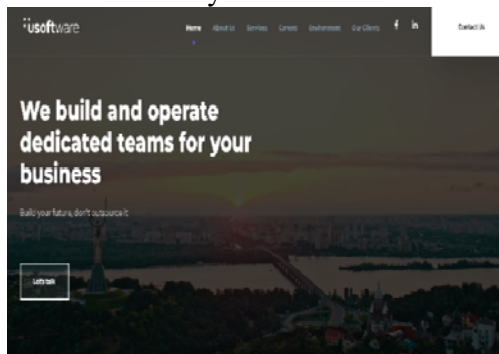 usoftware
Home About Us Services Careers Environment Our Clients f in Contact Us
We build and operate
dedicated teams for your
business
Build your future, don't outsource it
Let's talk